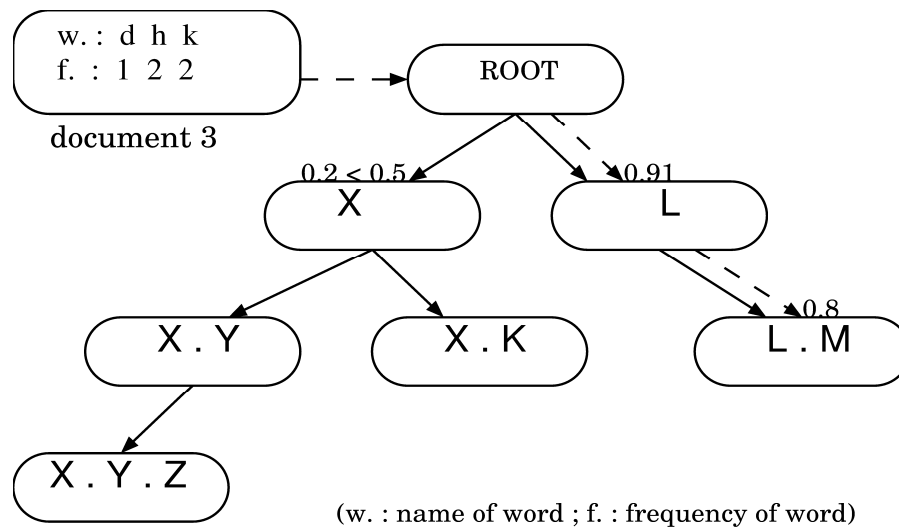 w. : d h k
f. : 1 2 2
ROOT
document 3
0.2 < 0.5
0.91
X
L
0.8
X . Y
X . K
L . M
X . Y . Z
(w. : name of word ; f. : frequency of word)